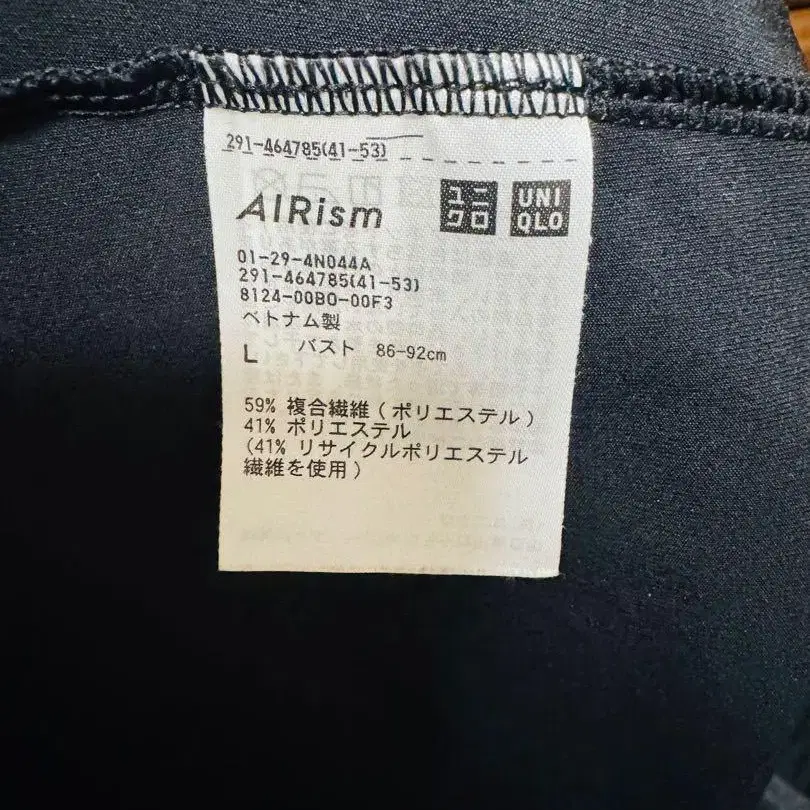 291-464785(41-53)
AIRism
ユニ
クロ
UNI
QLO
01-29-4N044A
291-464785(41-53)
8124-00B0-00F3
ベトナム製
L バスト 86-92cm
59% 複合繊維(ポリエステル)
41% ポリエステル
(41% リサイクルポリエステル
繊維を使用)